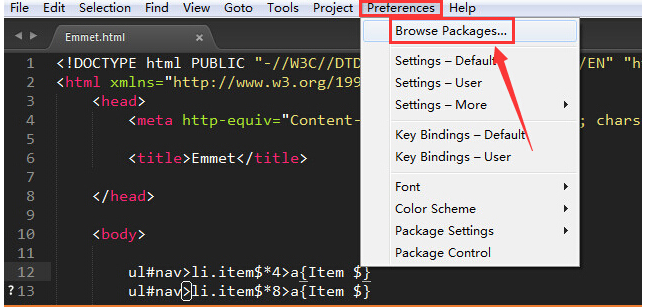 File Edit Selection Find View Goto Tools Project Preferences Help
Emmet.html ×
Browse Packages...
Settings – Default
Settings – User
Settings – More
Key Bindings – Default
Key Bindings – User
Font
Color Scheme
Package Settings
Package Control
1 <!DOCTYPE html PUBLIC "-//W3C//DTD /EN" "h
2 <html xmlns="http://www.w3.org/199
3 <head>
4 <meta http-equiv="Content- ; chars
5
6 <title>Emmet</title>
7
8 </head>
9
10 <body>
11
12 ul#nav>li.item$*4>a{Item $}
?13 ul#nav>li.item$*8>a{Item $}